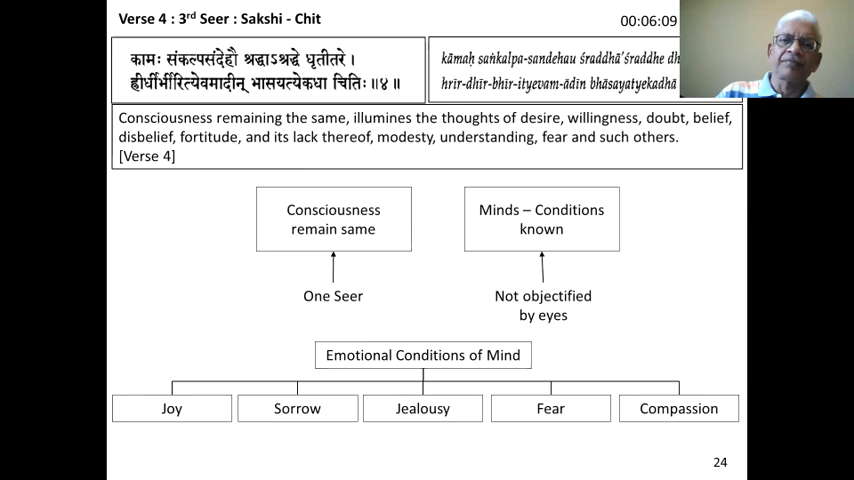 Verse 4 : 3rd Seer : Sakshi - Chit
00:06:09
कामः संकल्पसंदेहौ श्रद्धाऽश्रद्धे धृतीतरे।
ह्रीर्धीर्भीरित्येवमादीन् भासयत्येकधा चितिः॥४॥
kāmaḥ saṅkalpa-sandehau śraddhā'śraddhe
hrīr-dhīr-bhīr-ityevam-ādīn bhāsayatyekadhā
Consciousness remaining the same, illumines the thoughts of desire, willingness, doubt, belief,
disbelief, fortitude, and its lack thereof, modesty, understanding, fear and such others.
[Verse 4]
Consciousness
remain same
Minds – Conditions
known
One Seer
Not objectified
by eyes
Emotional Conditions of Mind
Joy
Sorrow
Jealousy
Fear
Compassion
24